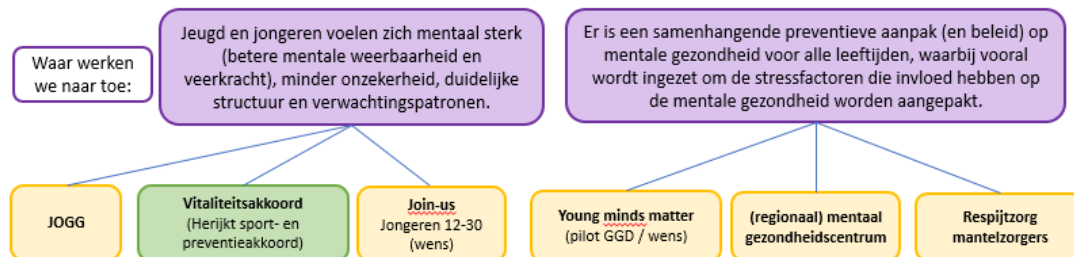 Waar werken
we naar toe:
Jeugd en jongeren voelen zich mentaal sterk
(betere mentale weerbaarheid en
veerkracht), minder onzekerheid, duidelijke
structuur en verwachtingspatronen.
Er is een samenhangende preventieve aanpak (en beleid) op
mentale gezondheid voor alle leeftijden, waarbij vooral
wordt ingezet om de stressfactoren die invloed hebben op
de mentale gezondheid worden aangepakt.
JOGG
Vitaliteitsakkoord
(Herijkt sport- en
preventieakkoord)
Join-us
Jongeren 12-30
(wens)
Young minds matter
(pilot GGD / wens)
(regionaal) mentaal
gezondheidscentrum
Respijtzorg
mantelzorgers